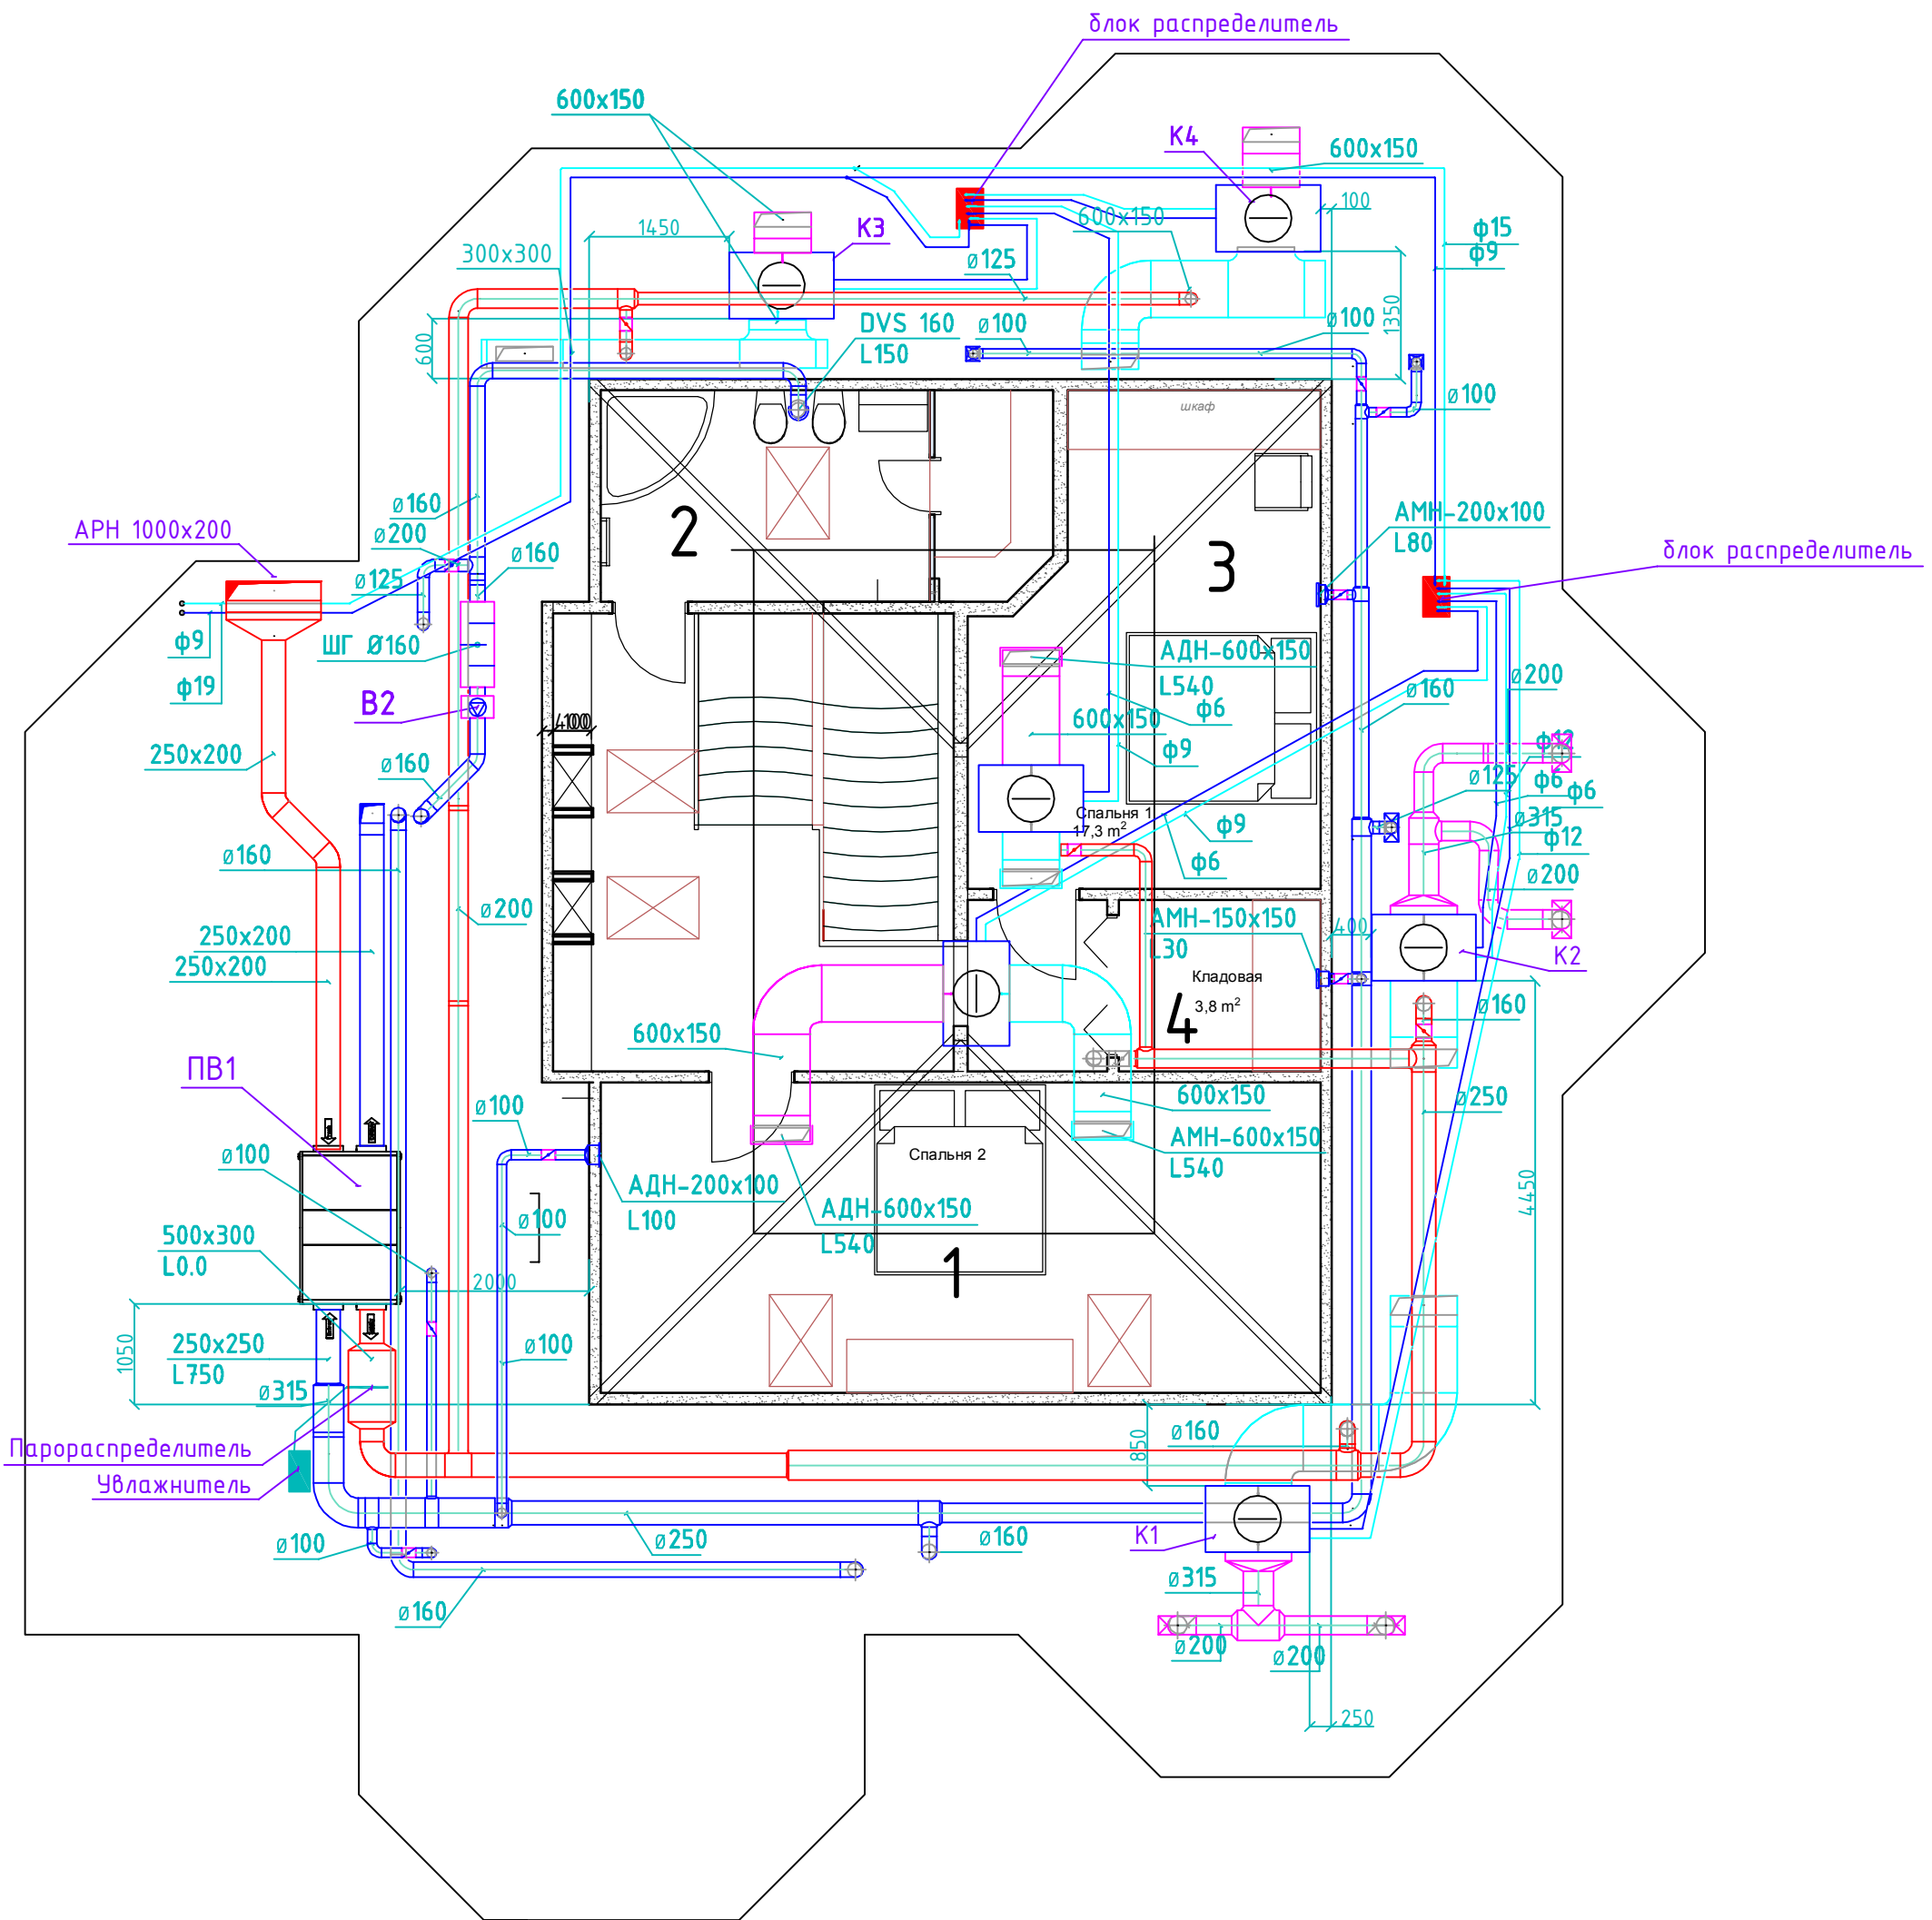 блок распределитель
600x150
К4
600x150
100
600x150
1450
К3
ф15
ф9
300x300
ø125
DVS 160
L150
ø100
ø100
1350
600
ø100
шкаф
ø160
АРН 1000x200
ø200
ø160
2
АМН-200x100
L80
3
блок распределитель
ø125
ф9
ШГ Ø160
ф19
АДН-600x150
L540
ф6
600x150
ф9
ø200
ø160
В2
250x200
ø160
ф12
ø125
ф6
ф6
ø315
ф12
Спальня 1
17,3 m²
ф9
ф6
ø160
ø200
ø200
250x200
250x200
АМН-150x150
L30
400
К2
Кладовая
3,8 m²
4
ø160
600x150
ПВ1
ø100
600x150
ø250
ø100
АМН-600x150
L540
Спальня 2
АДН-200x100
L100
АДН-600x150
L540
ø100
4450
500x300
L0.0
1
2000
1050
250x250
L750
ø100
ø315
ø160
850
Парораспределитель
Увлажнитель
ø100
ø250
ø160
К1
ø160
ø315
ø200
ø200
250